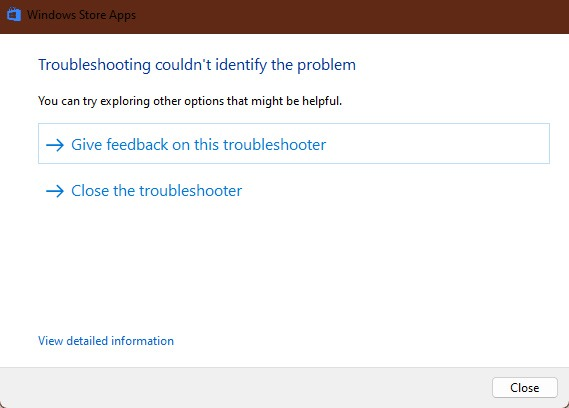 Windows Store Apps
Troubleshooting couldn't identify the problem
You can try exploring other options that might be helpful.
→ Give feedback on this troubleshooter
→ Close the troubleshooter
View detailed information
Close